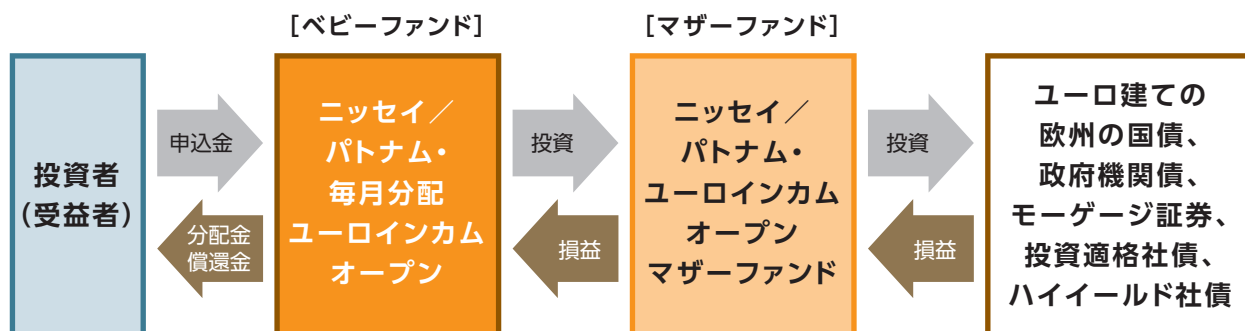 [ベビーファンド]
[マザーファンド]
投資者
(受益者)
申込金
分配金
償還金
ニッセイ／
パトナム・
毎月分配
ユーロインカム
オープン
投資
損益
ニッセイ／
パトナム・
ユーロインカム
オープン
マザーファンド
投資
損益
ユーロ建ての
欧州の国債、
政府機関債、
モーゲージ証券、
投資適格社債、
ハイイールド社債